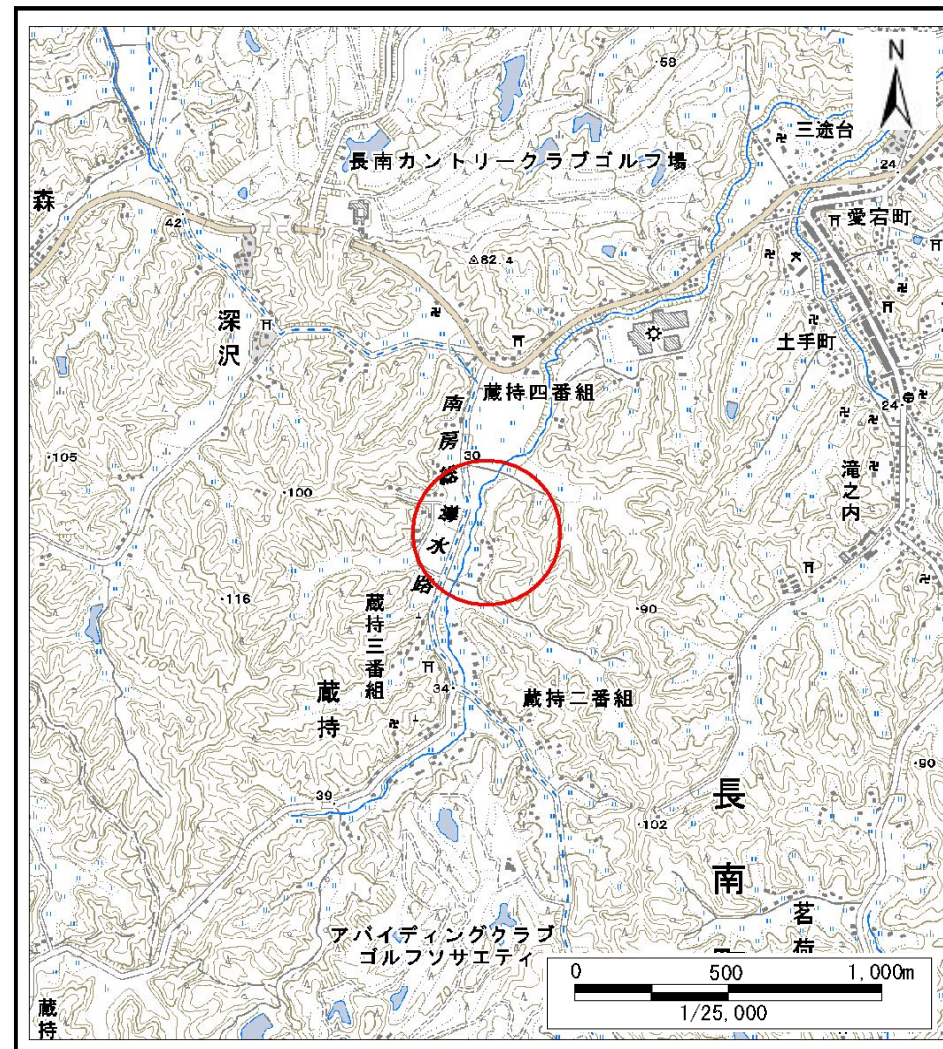 N
58
三途台
24
長南カントリークラブゴルフ場
森
42
愛宕町
82.4
深沢
土手町
蔵持四番組
24
南房総導水路
30
105
100
滝之内
116
90
蔵持三番組
34
蔵持
蔵持二番組
90
39
長南
102
茗荷
アバイディングクラブ
ゴルフソサエティ
70
0 500 1,000m
1/25,000
蔵持